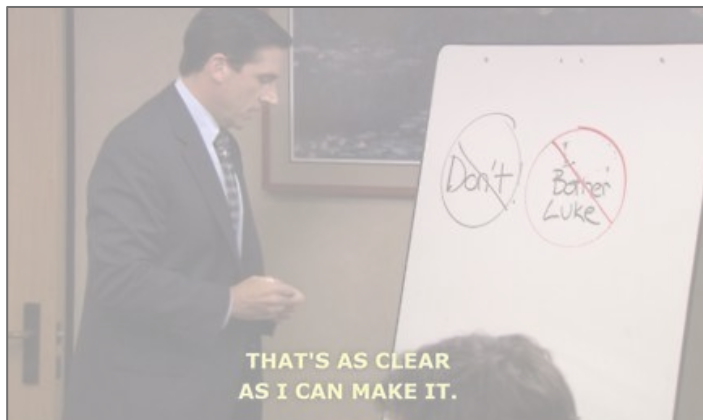 Don't!
Bother
Luke
THAT'S AS CLEAR
AS I CAN MAKE IT.